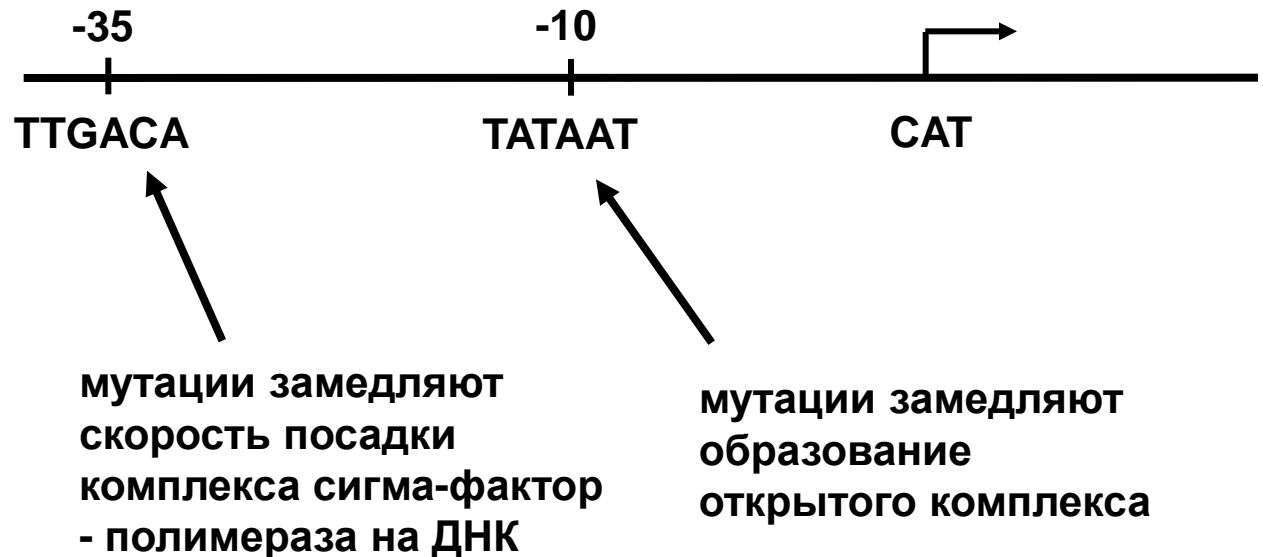 -35
-10
TTGACA
TATAAT
CAT
мутации замедляют
скорость посадки
комплекса сигма-фактор
- полимераза на ДНК
мутации замедляют
образование
открытого комплекса